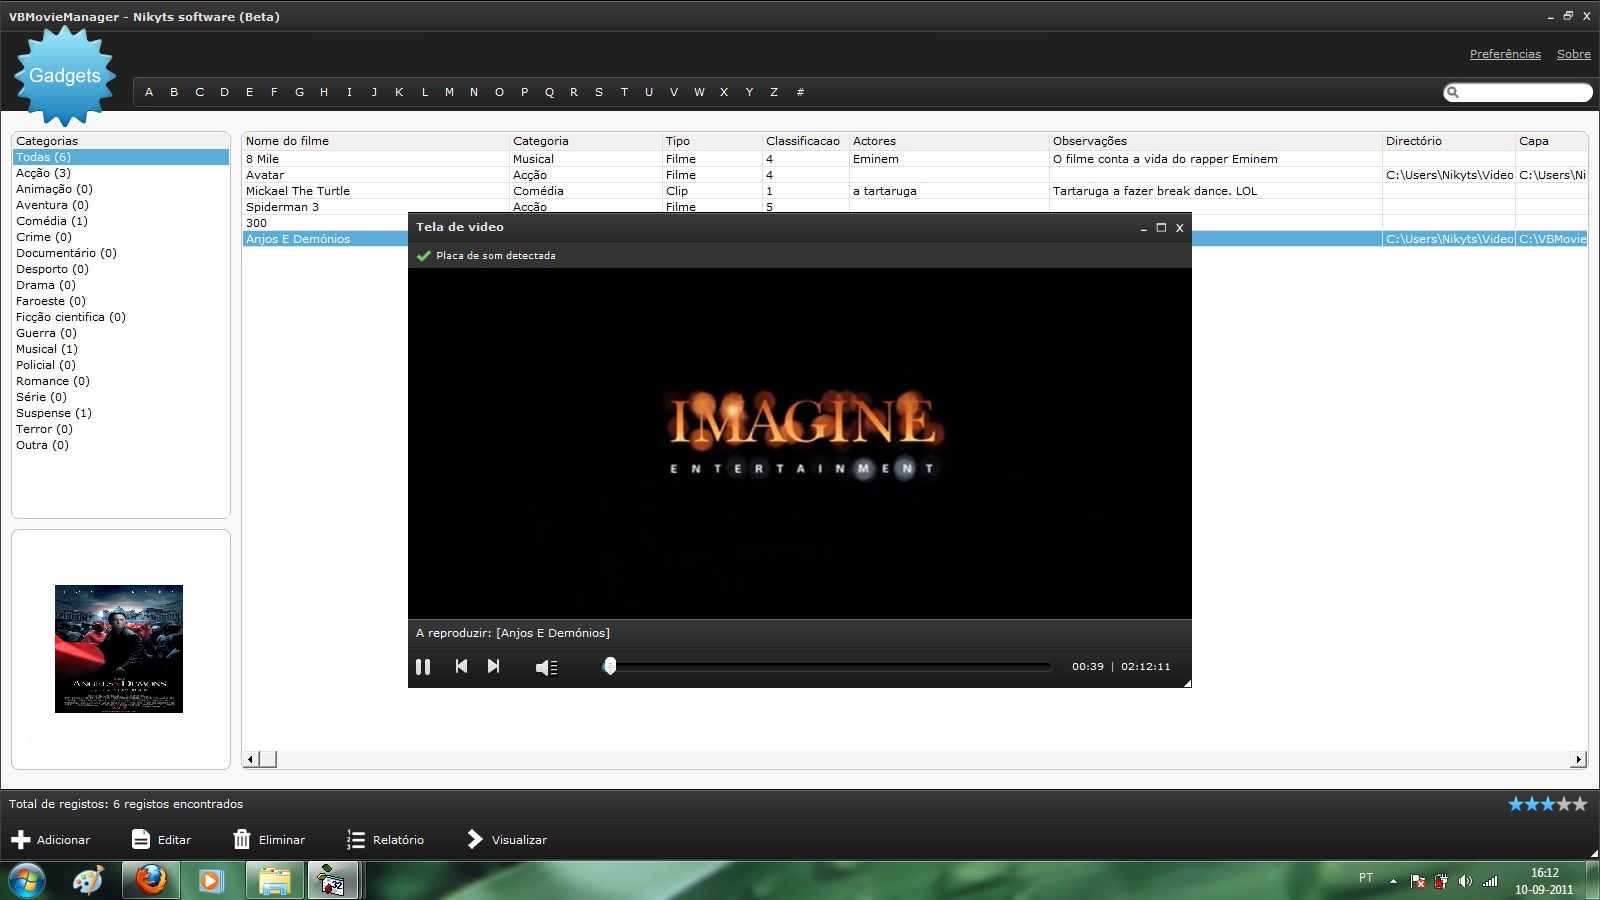 VBMovieManager - Nikyts software (Beta)
Preferências Sobre
Gadgets
A B C D E F G H I J K L M N O P Q R S T U V W X Y Z #
Categorias
Todas (6)
Acção (3)
Animação (0)
Aventura (0)
Comédia (1)
Crime (0)
Documentário (0)
Desporto (0)
Drama (0)
Faroeste (0)
Ficção cientifica (0)
Guerra (0)
Musical (1)
Policial (0)
Romance (0)
Série (0)
Suspense (1)
Terror (0)
Outra (0)
ANGELS & DEMONS
Nome do filme Categoria Tipo Classificacao Actores Observações Directório Capa
8 Mile Musical Filme 4 Eminem O filme conta a vida do rapper Eminem
Avatar Acção Filme 4 C:\Users\Nikyts\Video C:\Users\Ni
Mickael The Turtle Comédia Clip 1 a tartaruga Tartaruga a fazer break dance. LOL
Spiderman 3 Acção Filme 5
300
Anjos E Demónios C:\Users\Nikyts\Video C:\VBMovie
Tela de video
Placa de som detectada
IMAGINE
ENTERTAINMENT
A reproduzir: [Anjos E Demónios]
00:39 | 02:12:11
Total de registos: 6 registos encontrados
Adicionar Editar Eliminar Relatório Visualizar
PT
16:12
10-09-2011